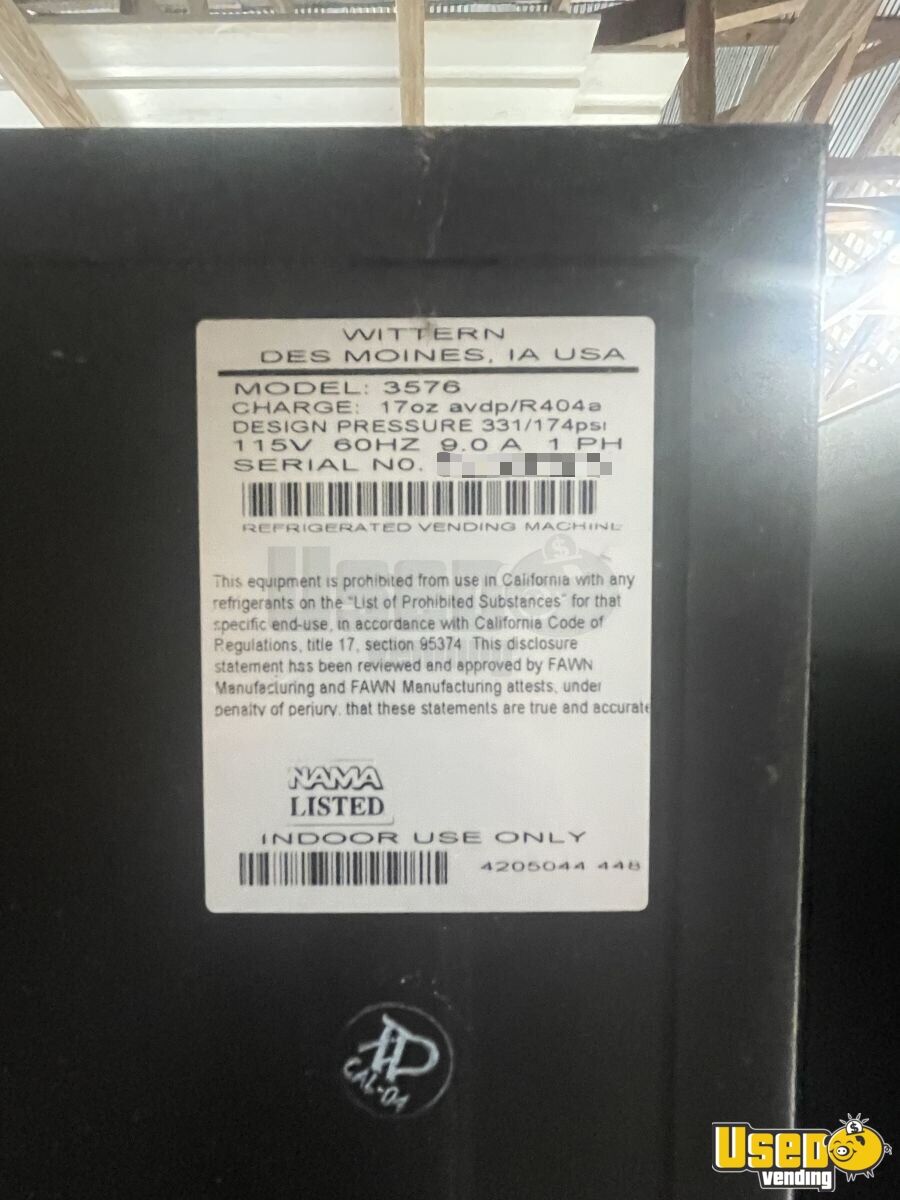 WITTERN
DES MOINES, IA USA
MODEL: 3576
CHARGE: 17oz avdp/R404a
DESIGN PRESSURE 331/174psi
115V 60HZ 9.0 A 1 PH
SERIAL NO.
REFRIGERATED VENDING MACHINE
This equipment is prohibited from use in California with any
refrigerants on the "List of Prohibited Substances" for that
specific end-use, in accordance with California Code of
Regulations, title 17, section 95374. This disclosure
statement has been reviewed and approved by FAWN
Manufacturing and FAWN Manufacturing attests, under
penalty of perjury, that these statements are true and accurate
NAMA
LISTED
INDOOR USE ONLY
4205044 448
CAL-04
Used
vending